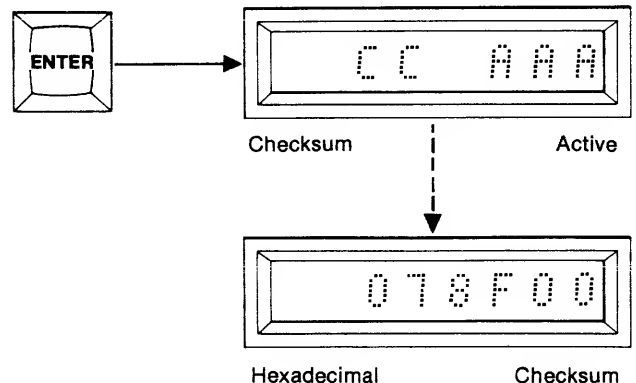 ENTER
CC AAA
Checksum Active
078F00
Hexadecimal Checksum